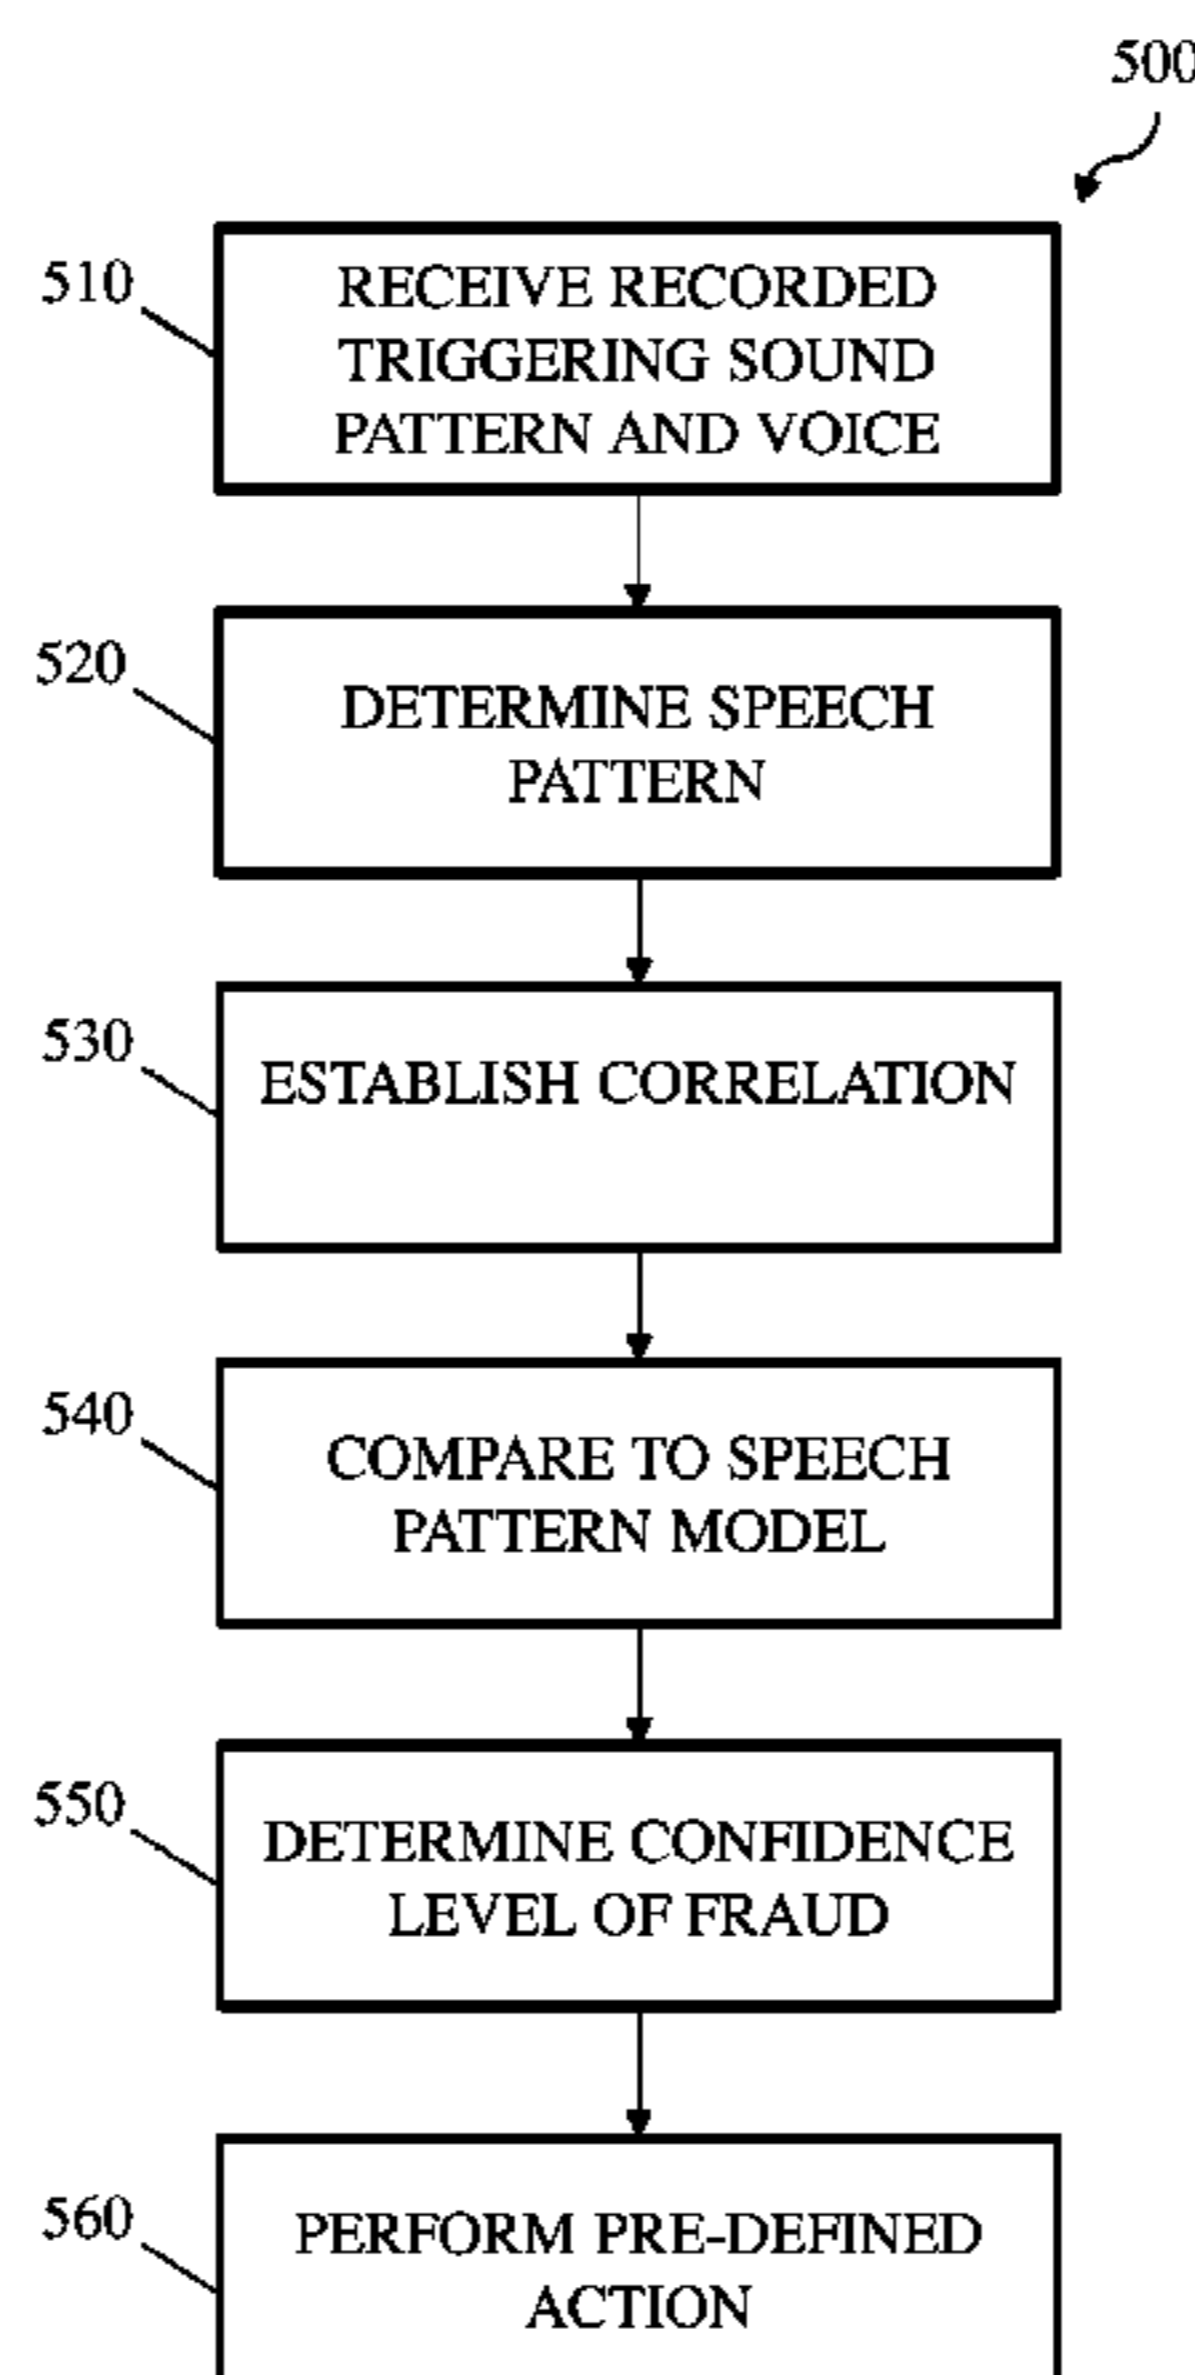 500
510
RECEIVE RECORDED
TRIGGERING SOUND
PATTERN AND VOICE
520
DETERMINE SPEECH
PATTERN
530
ESTABLISH CORRELATION
540
COMPARE TO SPEECH
PATTERN MODEL
550
DETERMINE CONFIDENCE
LEVEL OF FRAUD
560
PERFORM PRE-DEFINED
ACTION